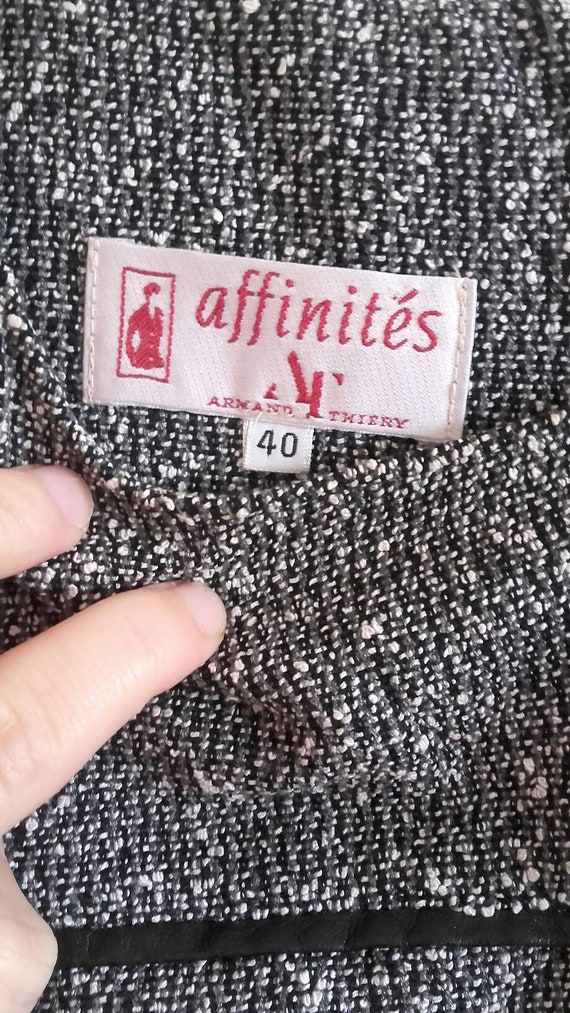 affinités
AT
ARMAND THIERY
40